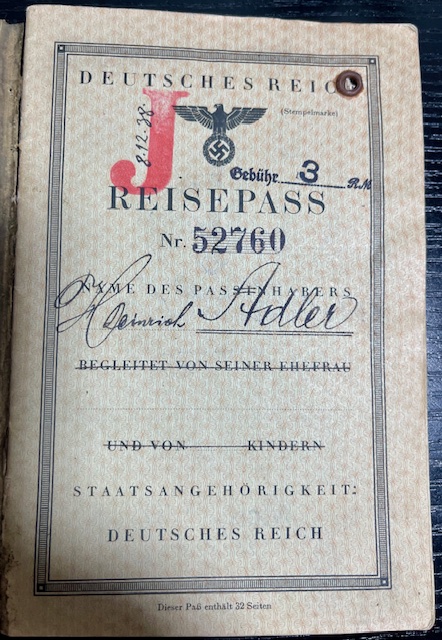 DEUTSCHES REICH
(Stempelmarke)
J
8.12.38.
Gebühr 3 RM
REISEPASS
Nr. 52760
NAME DES PASSINHABERS
Heinrich Adler
BEGLEITET VON SEINER EHEFRAU
UND VON KINDERN
STAATSANGEHÖRIGKEIT:
DEUTSCHES REICH
Dieser Paß enthält 32 Seiten